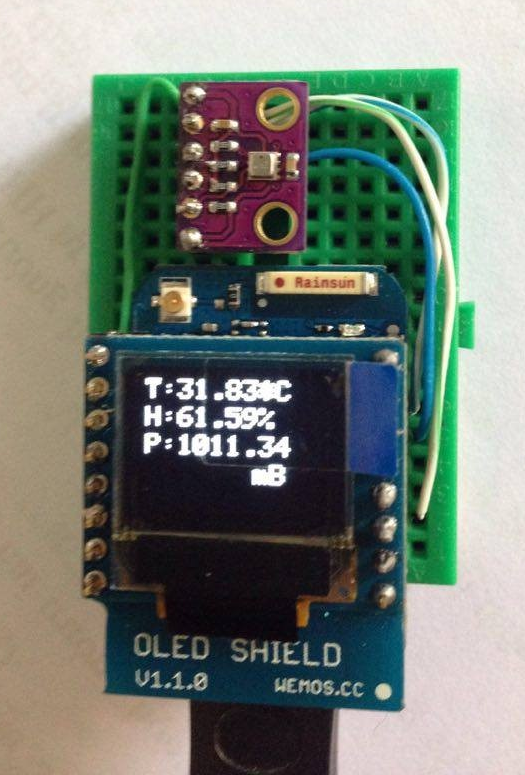 Rainsun
T:31.83*C
H:61.59%
P:1011.34
mB
OLED SHIELD
V1.1.0 WEMOS.CC